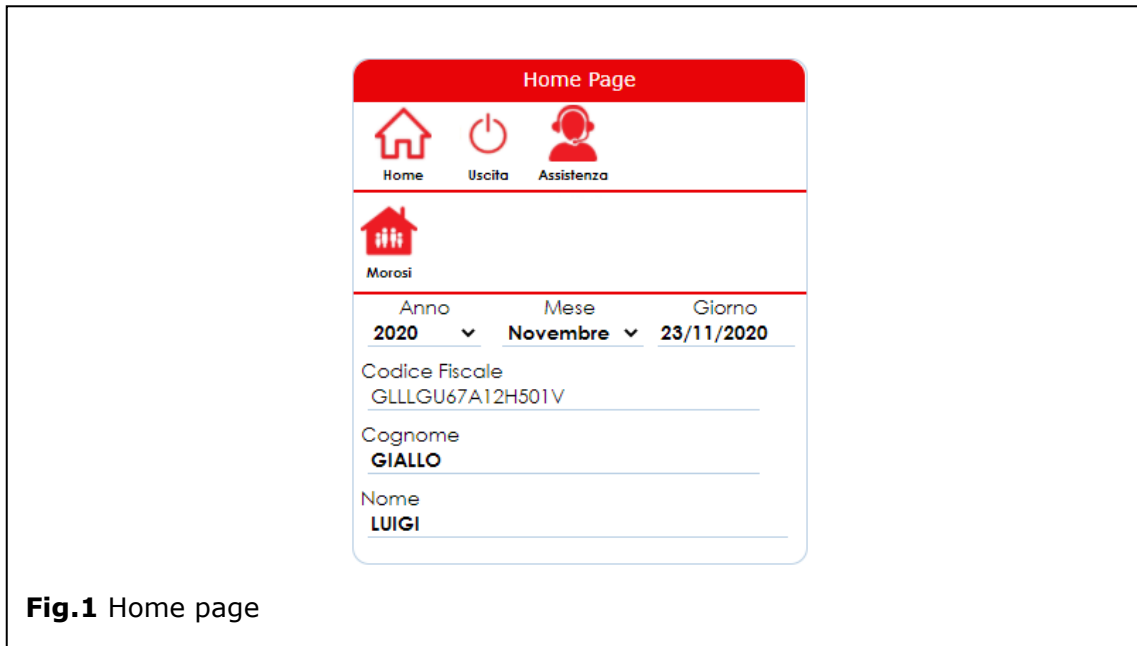 Home Page
Home Uscita Assistenza
Morosi
Anno Mese Giorno
2020 Novembre 23/11/2020
Codice Fiscale
GLLLGU67A12H501V
Cognome
GIALLO
Nome
LUIGI
Fig.1 Home page